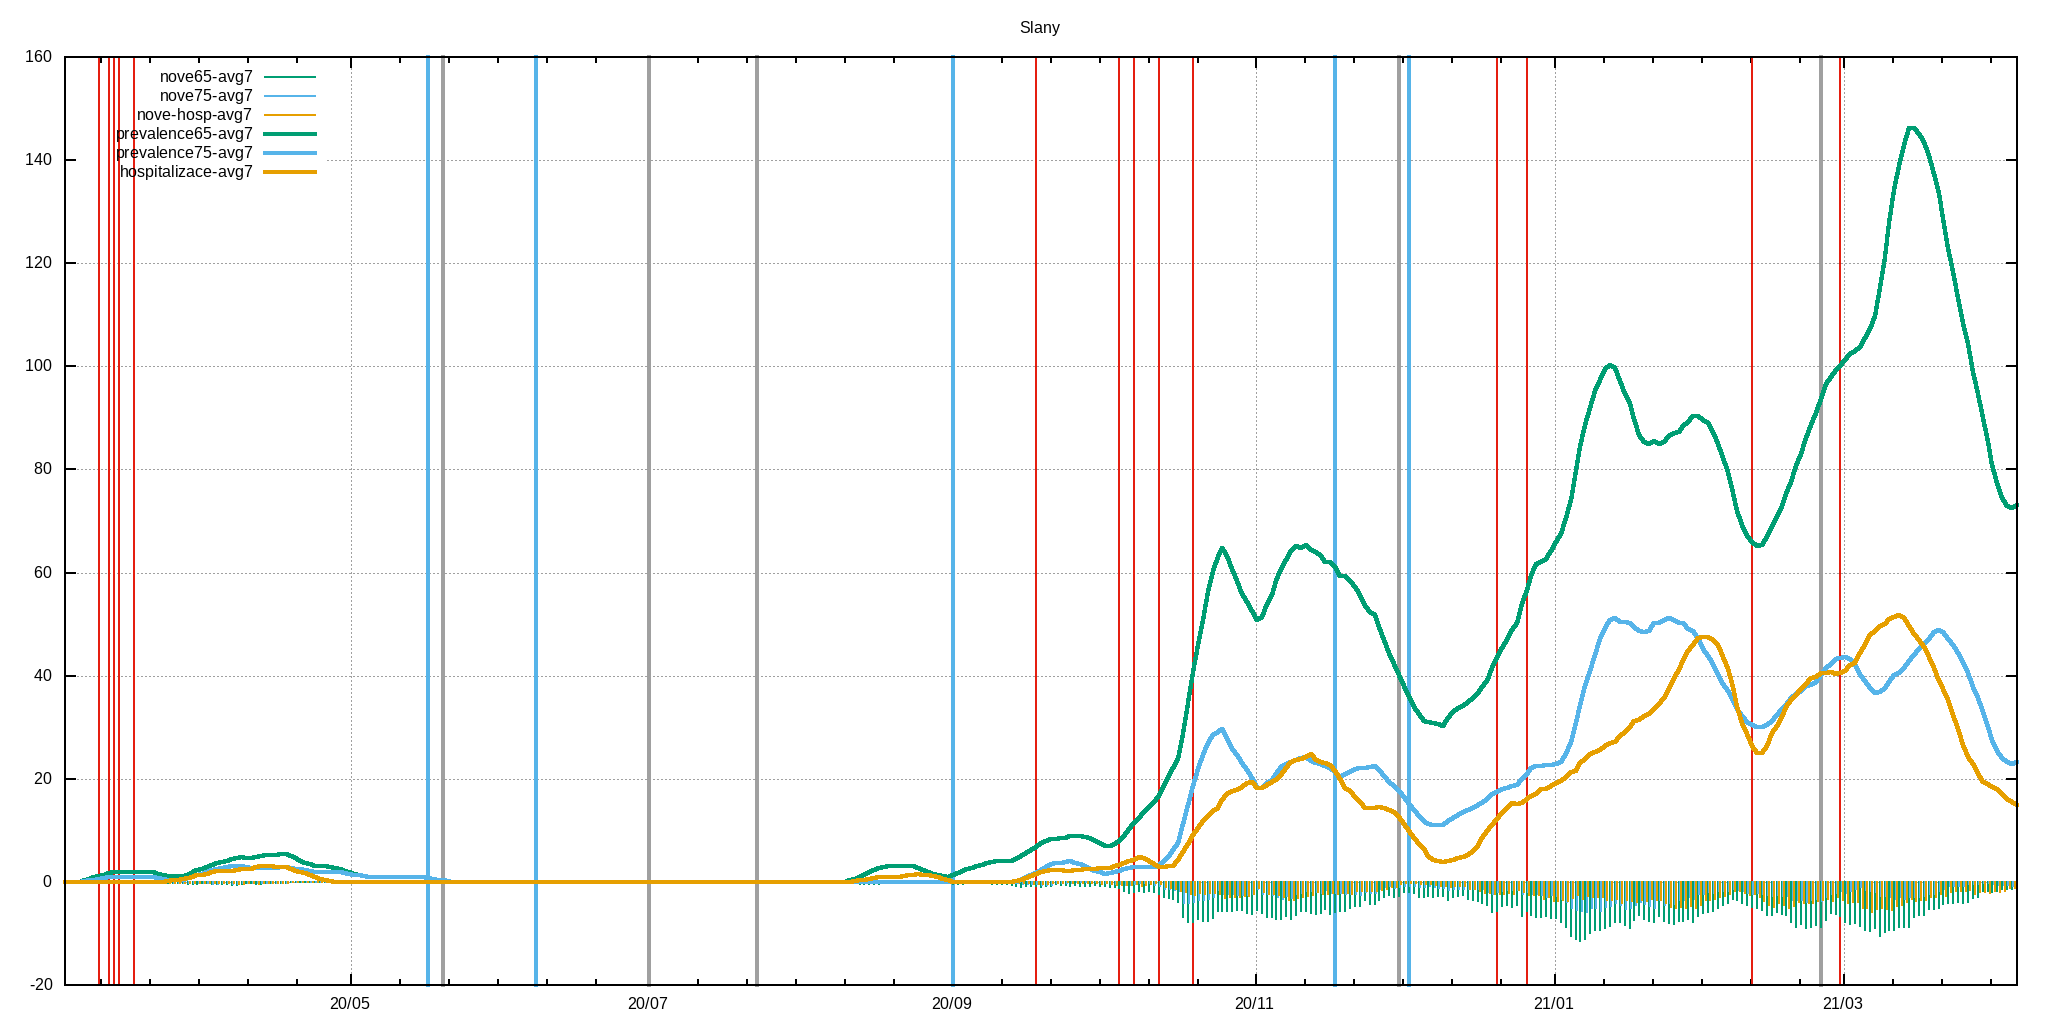 Slany
160
nove65-avg7
nove75-avg7
nove-hosp-avg7
prevalence65-avg7
prevalence75-avg7
hospitalizace-avg7
140
120
100
80
60
40
20
0
-20
20/05 20/07 20/09 20/11 21/01 21/03